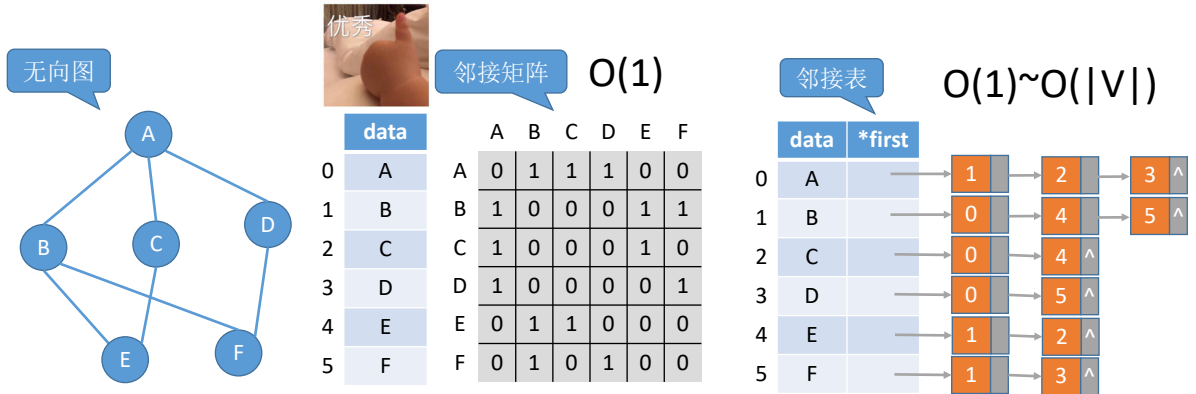 优秀
无向图
邻接矩阵
O(1)
邻接表
O(1)~O(|V|)
A
B
C
D
E
F
data
0 A
1 B
2 C
3 D
4 E
5 F
A B C D E F
A 0 1 1 1 0 0
B 1 0 0 0 1 1
C 1 0 0 0 1 0
D 1 0 0 0 0 1
E 0 1 1 0 0 0
F 0 1 0 1 0 0
data *first
0 A 1 2 3 ^
1 B 0 4 5 ^
2 C 0 4 ^
3 D 0 5 ^
4 E 1 2 ^
5 F 1 3 ^